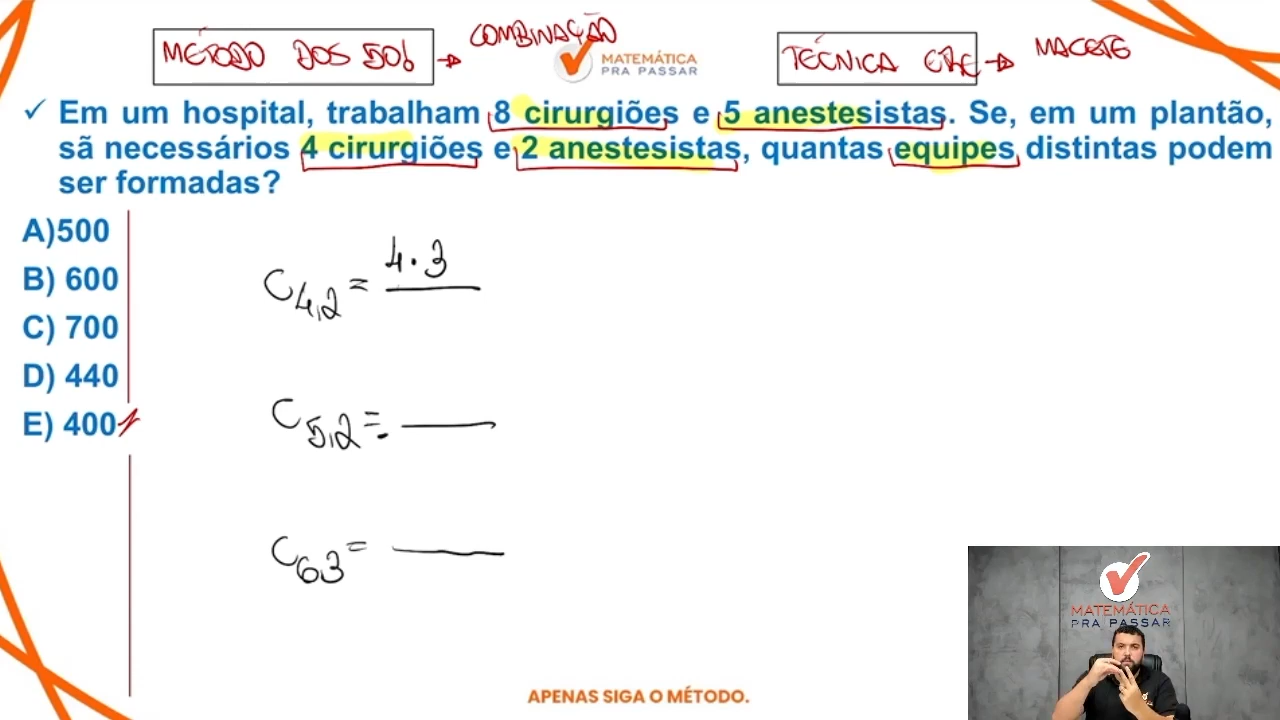 MÉTODO DOS 50! → COMBINAÇÃO
MATEMÁTICA
PRA PASSAR
TÉCNICA → MACETE
✓ Em um hospital, trabalham 8 cirurgiões e 5 anestesistas. Se, em um plantão,
sã necessários 4 cirurgiões e 2 anestesistas, quantas equipes distintas podem
ser formadas?
A)500
B) 600
C) 700
D) 440
E) 400
C4,2 = 4·3
C5,2 =
C6,3 =
MATEMÁTICA
PRA PASSAR
APENAS SIGA O MÉTODO.